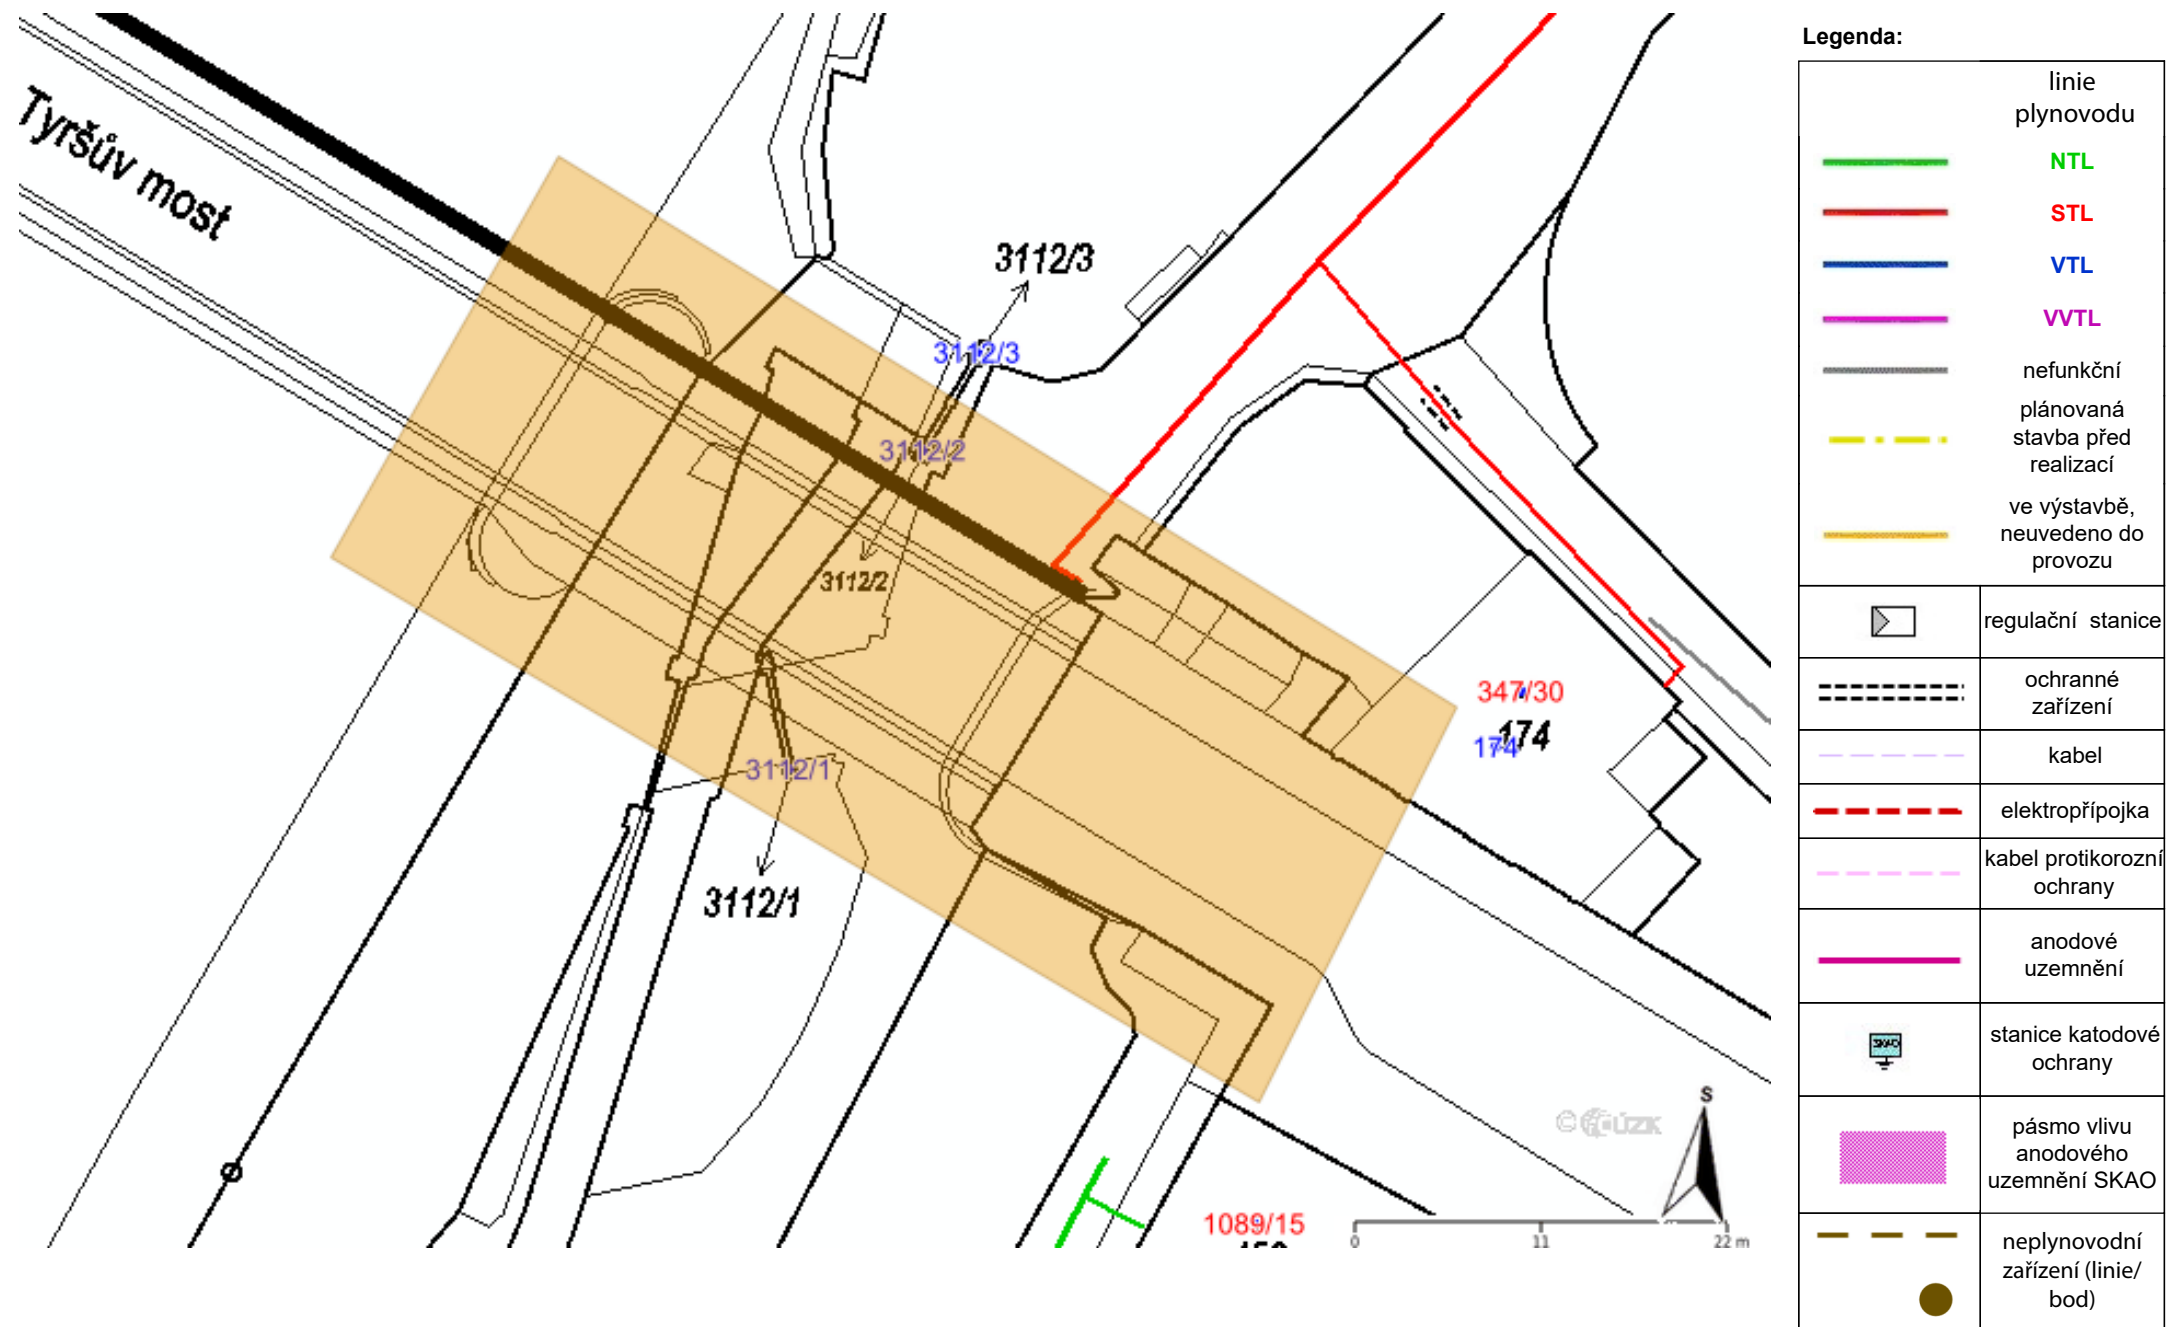 Tyršův most
3112/3
3112/3
3112/2
3112/2
3112/1
3112/1
347/30
174
174
1089/15
S
0 11 22 m
Legenda:
linie
plynovodu
NTL
STL
VTL
VVTL
nefunkční
plánovaná
stavba před
realizací
ve výstavbě,
neuvedeno do
provozu
regulační stanice
ochranné
zařízení
kabel
elektropřípojka
kabel protikorozní
ochrany
anodové
uzemnění
SKAO
stanice katodové
ochrany
pásmo vlivu
anodového
uzemnění SKAO
neplynovodní
zařízení (linie/
bod)